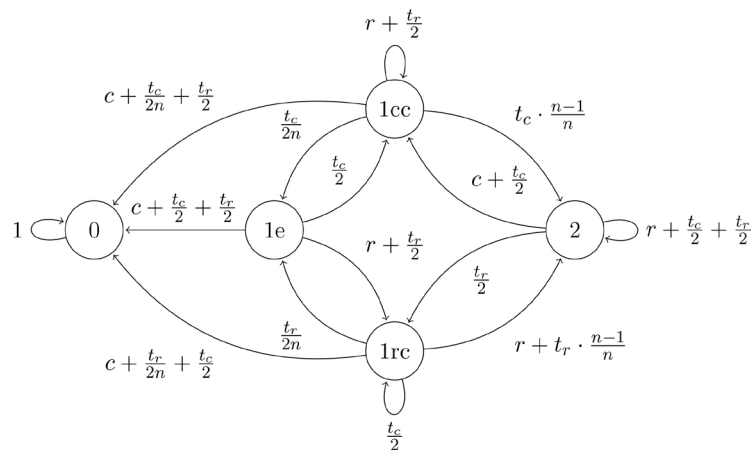 r + t_r/2
c + t_c/2n + t_r/2
1cc
t_c · n−1/n
t_c/2n
t_c/2
c + t_c/2
c + t_c/2 + t_r/2
1
0
1e
2
r + t_c/2 + t_r/2
r + t_r/2
t_r/2
t_r/2n
r + t_r · n−1/n
c + t_r/2n + t_c/2
1rc
t_c/2